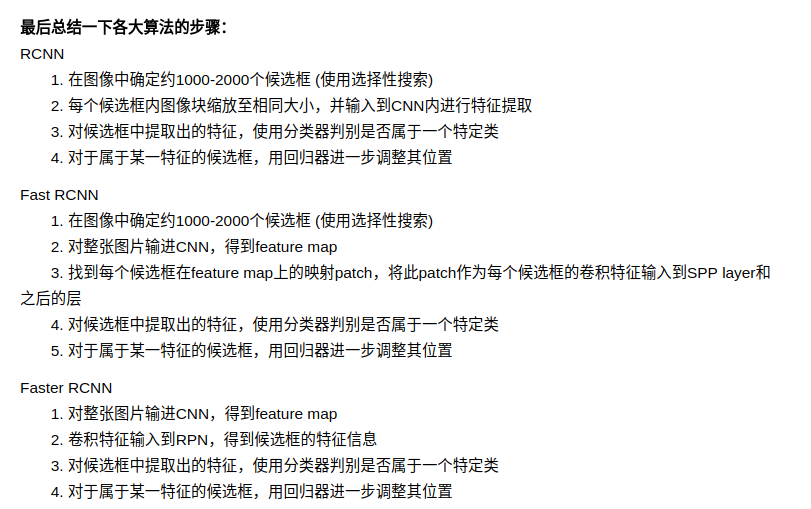 最后总结一下各大算法的步骤：
RCNN
1. 在图像中确定约1000-2000个候选框 (使用选择性搜索)
2. 每个候选框内图像块缩放至相同大小，并输入到CNN内进行特征提取
3. 对候选框中提取出的特征，使用分类器判别是否属于一个特定类
4. 对于属于某一特征的候选框，用回归器进一步调整其位置
Fast RCNN
1. 在图像中确定约1000-2000个候选框 (使用选择性搜索)
2. 对整张图片输进CNN，得到feature map
3. 找到每个候选框在feature map上的映射patch，将此patch作为每个候选框的卷积特征输入到SPP layer和
之后的层
4. 对候选框中提取出的特征，使用分类器判别是否属于一个特定类
5. 对于属于某一特征的候选框，用回归器进一步调整其位置
Faster RCNN
1. 对整张图片输进CNN，得到feature map
2. 卷积特征输入到RPN，得到候选框的特征信息
3. 对候选框中提取出的特征，使用分类器判别是否属于一个特定类
4. 对于属于某一特征的候选框，用回归器进一步调整其位置